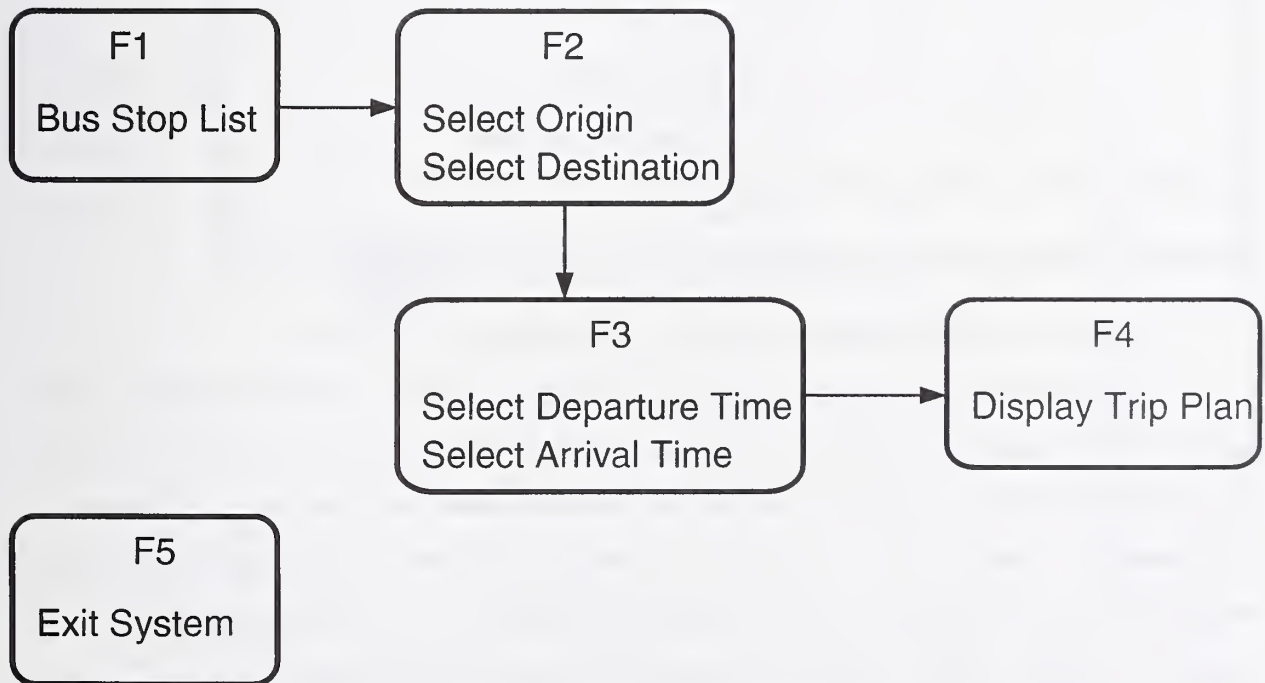 F1
Bus Stop List
F2
Select Origin
Select Destination
F3
Select Departure Time
Select Arrival Time
F4
Display Trip Plan
F5
Exit System